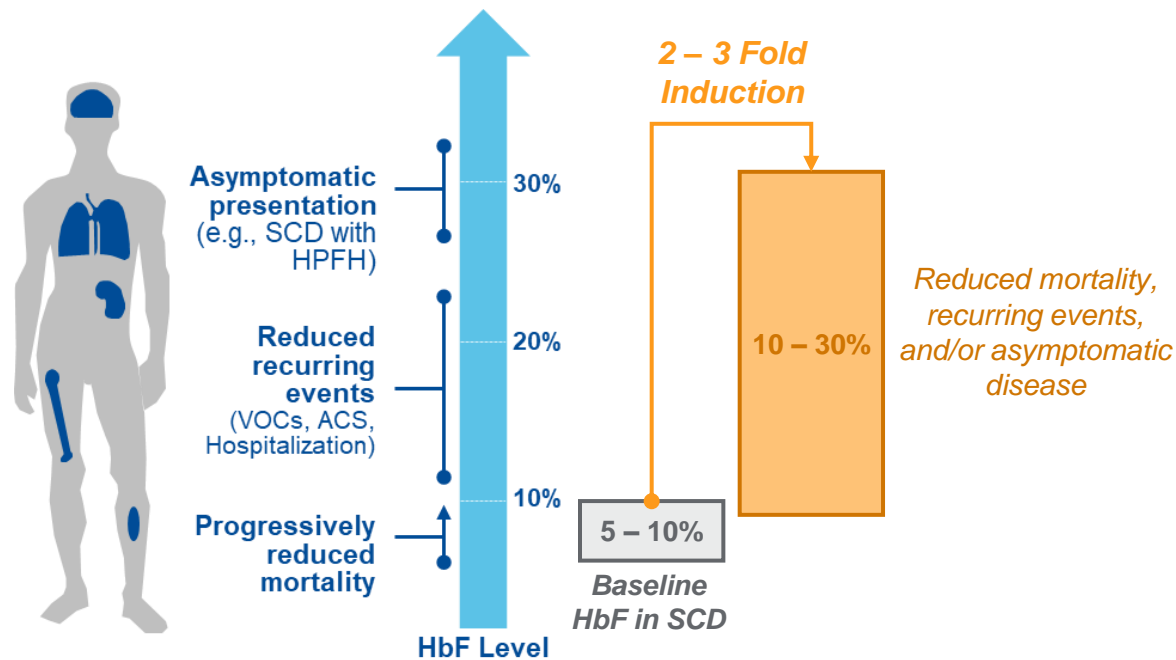 2 – 3 Fold
Induction
Asymptomatic
presentation
(e.g., SCD with
HPFH)
30%
Reduced
recurring
events
(VOCs, ACS,
Hospitalization)
20%
10 – 30%
Reduced mortality,
recurring events,
and/or asymptomatic
disease
10%
Progressively
reduced
mortality
5 – 10%
Baseline
HbF in SCD
HbF Level